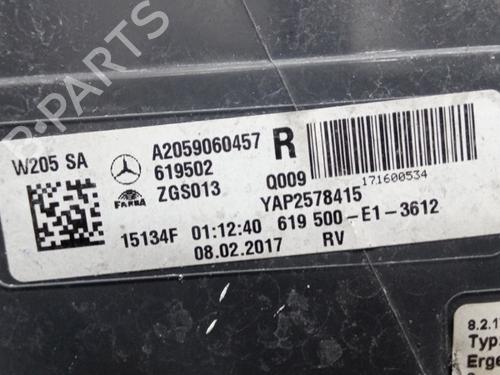 B-PARTS
W205 SA
A2059060457 R
619502
FARBA ZGS013 Q009 171600534
YAP2578415
15134F 01:12:40 619 500-E1-3612
08.02.2017 RV
8.2.1
Typ.
Erge